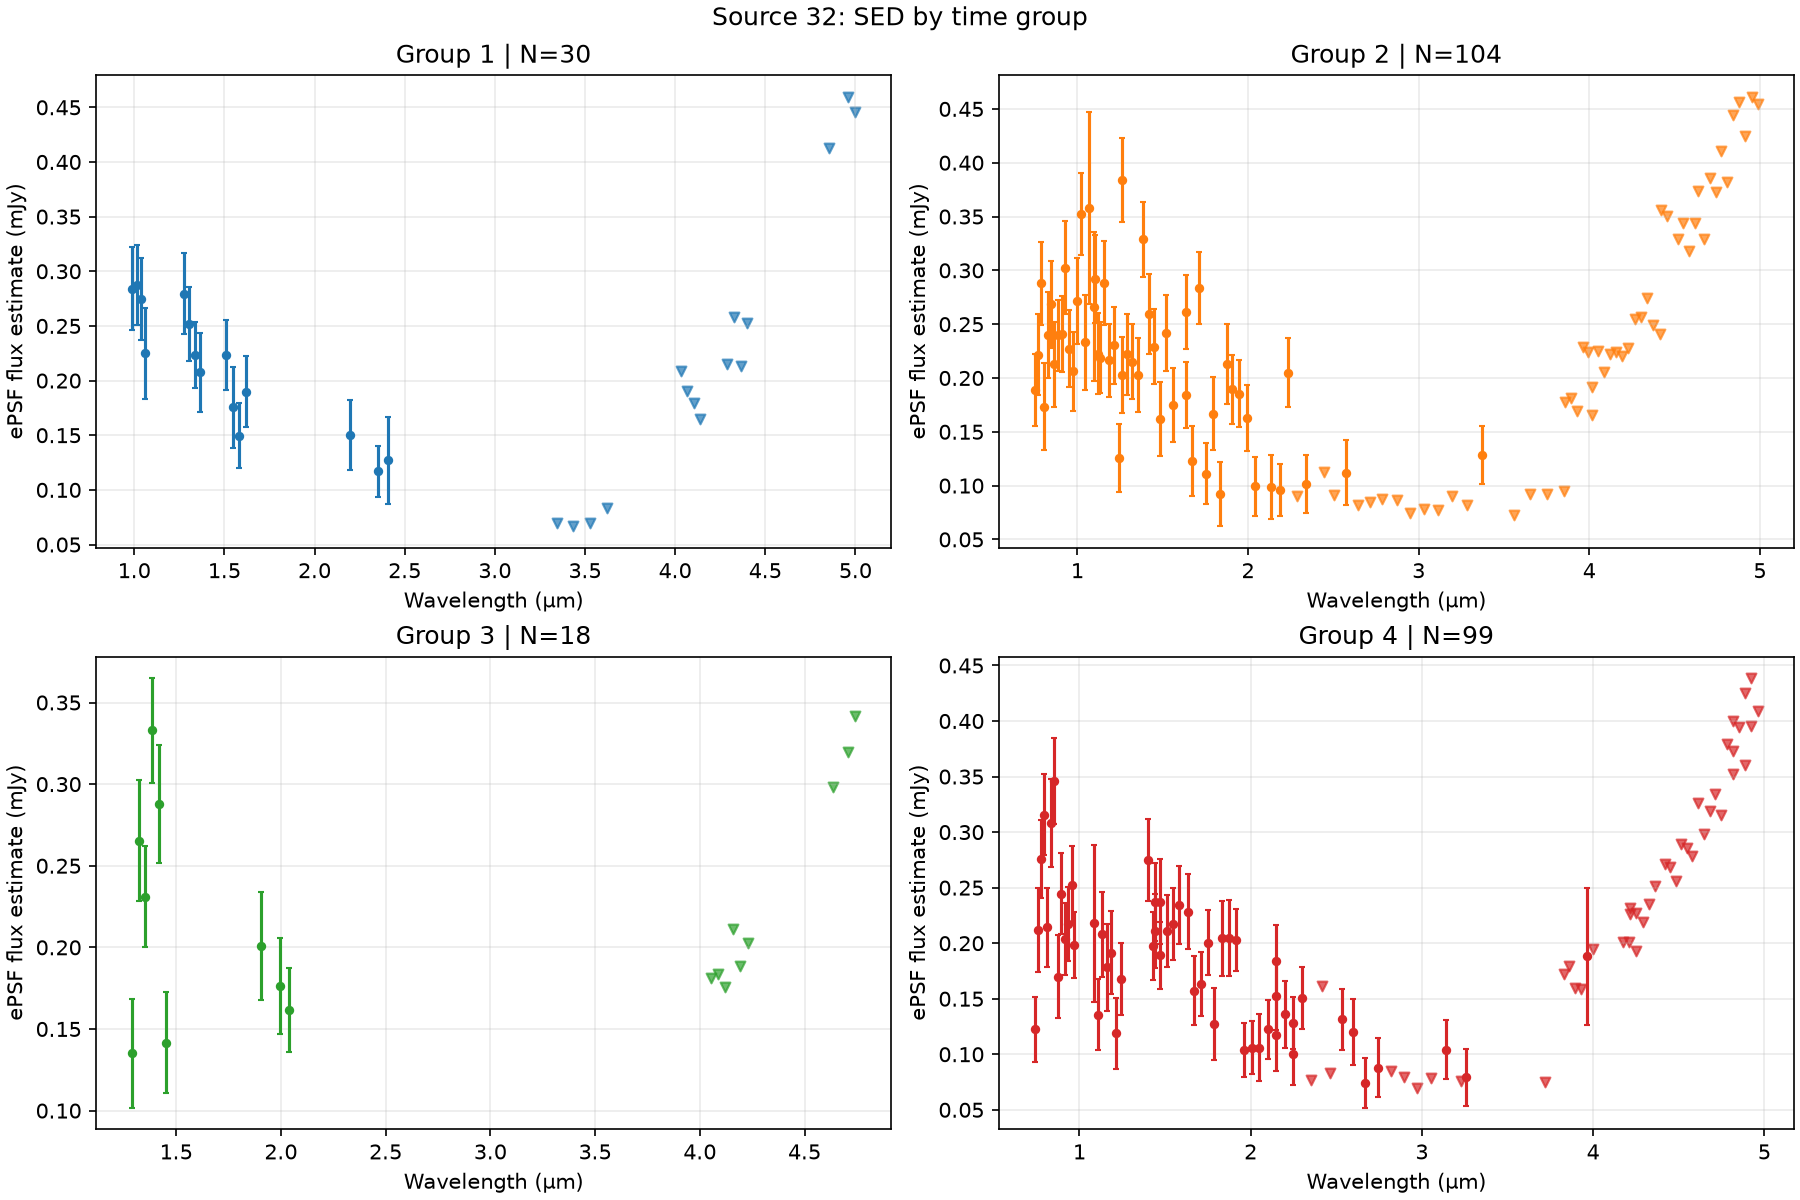 Source 32: SED by time group
Group 1 | N=30
ePSF flux estimate (mJy)
0.45
0.40
0.35
0.30
0.25
0.20
0.15
0.10
0.05
1.0 1.5 2.0 2.5 3.0 3.5 4.0 4.5 5.0
Wavelength (μm)
Group 2 | N=104
ePSF flux estimate (mJy)
0.45
0.40
0.35
0.30
0.25
0.20
0.15
0.10
0.05
1 2 3 4 5
Wavelength (μm)
Group 3 | N=18
ePSF flux estimate (mJy)
0.35
0.30
0.25
0.20
0.15
0.10
1.5 2.0 2.5 3.0 3.5 4.0 4.5
Wavelength (μm)
Group 4 | N=99
ePSF flux estimate (mJy)
0.45
0.40
0.35
0.30
0.25
0.20
0.15
0.10
0.05
1 2 3 4 5
Wavelength (μm)